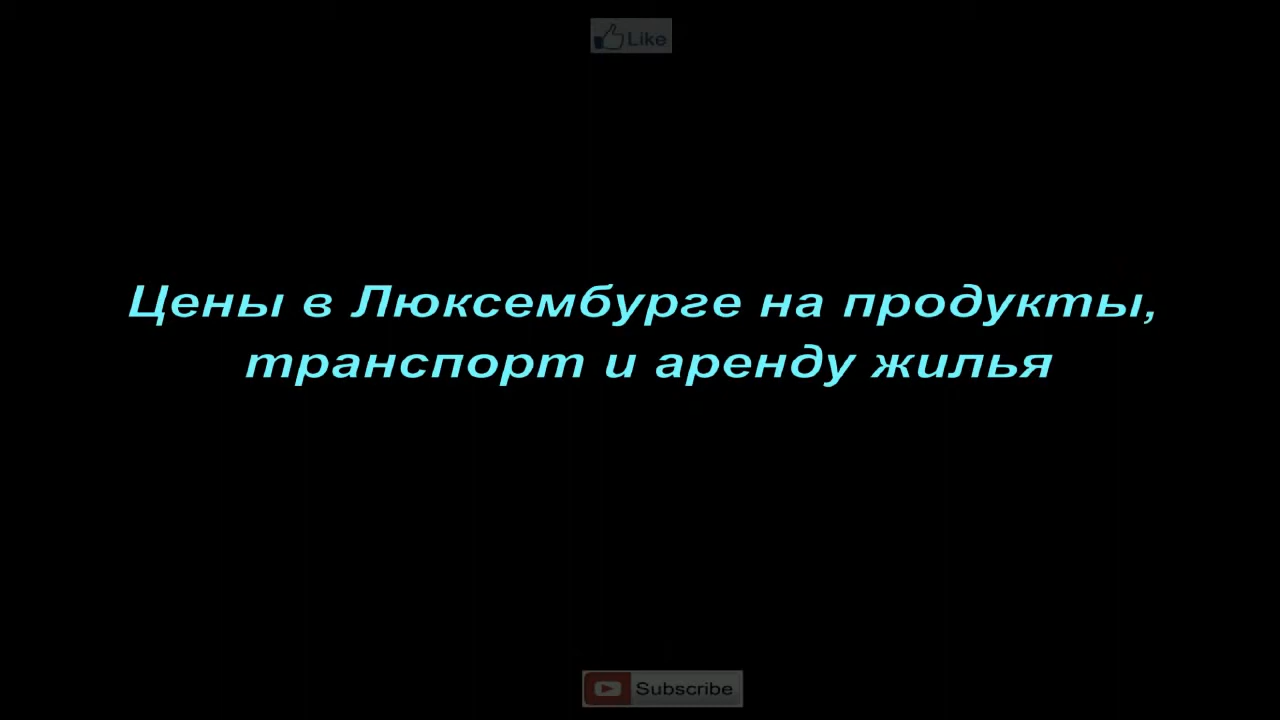 Like
Цены в Люксембурге на продукты,
транспорт и аренду жилья
Subscribe